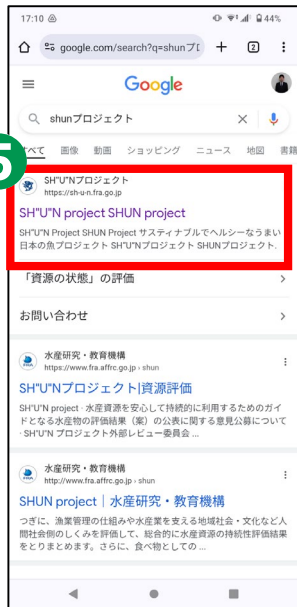 17:10 44%
google.com/search?q=shunプロ
2
Google
shunプロジェクト
5
すべて 画像 動画 ショッピング ニュース 地図 書籍
SH"U"Nプロジェクト
https://sh-u-n.fra.go.jp
SH"U"N project SHUN project
SH"U"N Project SHUN Project サスティナブルでヘルシーなうまい
日本の魚プロジェクト SH"U"Nプロジェクト SHUNプロジェクト.
「資源の状態」の評価
お問い合わせ
水産研究・教育機構
https://www.fra.affrc.go.jp › shun
SH"U"Nプロジェクト|資源評価
SH"U"N project · 水産資源を安心して持続的に利用するためのガイ
ドとなる水産物の評価結果（案）の公表に関する意見公募について
· SH"U"N プロジェクト外部レビュー委員会 ...
水産研究・教育機構
http://www.fra.affrc.go.jp › shun
SHUN project｜水産研究・教育機構
つぎに、漁業管理の仕組みや水産業を支える地域社会・文化など人
間社会側のしくみを評価して、総合的に水産資源の持続性評価結果
をとりまとめます。さらに、食べ物としての ...